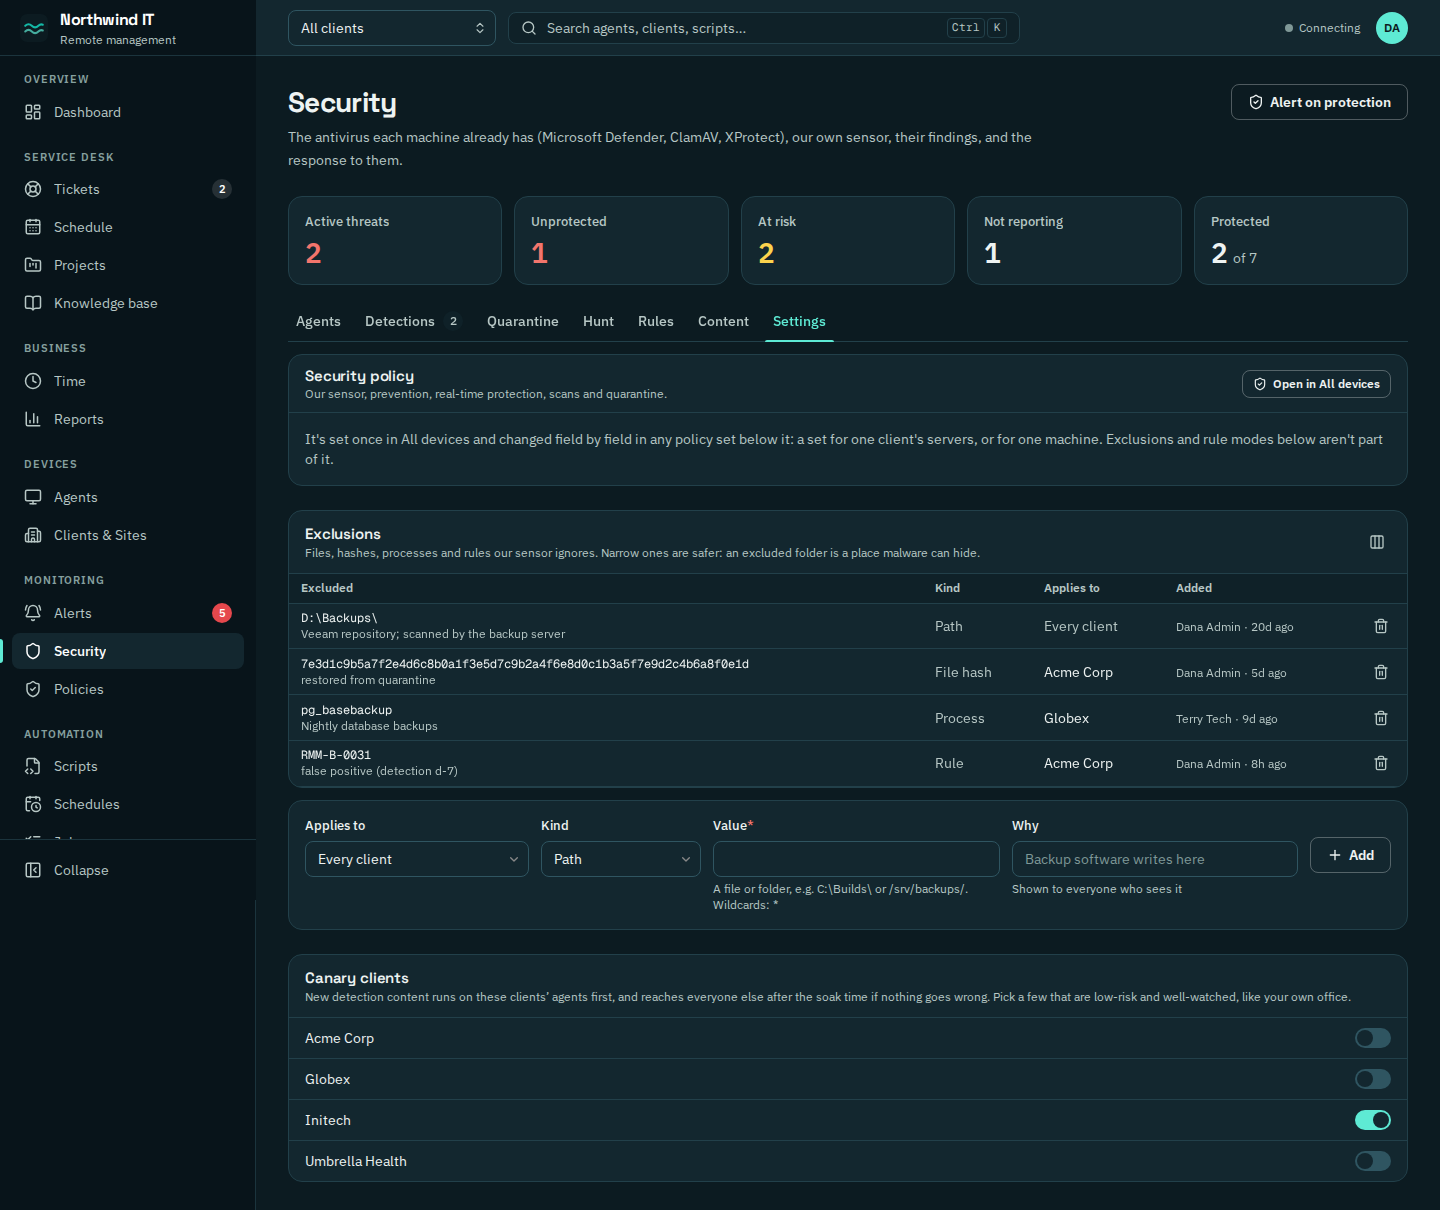 Northwind IT
Remote management
All clients
Search agents, clients, scripts...
Ctrl K
Connecting
DA
OVERVIEW
Dashboard
SERVICE DESK
Tickets 2
Schedule
Projects
Knowledge base
BUSINESS
Time
Reports
DEVICES
Agents
Clients & Sites
MONITORING
Alerts 5
Security
Policies
AUTOMATION
Scripts
Schedules
Collapse
Security
Alert on protection
The antivirus each machine already has (Microsoft Defender, ClamAV, XProtect), our own sensor, their findings, and the
response to them.
Active threats
2
Unprotected
1
At risk
2
Not reporting
1
Protected
2 of 7
Agents Detections 2 Quarantine Hunt Rules Content Settings
Security policy
Our sensor, prevention, real-time protection, scans and quarantine.
Open in All devices
It's set once in All devices and changed field by field in any policy set below it: a set for one client's servers, or for one machine. Exclusions and rule modes below aren't part
of it.
Exclusions
Files, hashes, processes and rules our sensor ignores. Narrow ones are safer: an excluded folder is a place malware can hide.
Excluded Kind Applies to Added
D:\Backups\
Veeam repository; scanned by the backup server
Path Every client Dana Admin · 20d ago
7e3d1c9b5a7f2e4d6c8b0a1f3e5d7c9b2a4f6e8d0c1b3a5f7e9d2c4b6a8f0e1d
restored from quarantine
File hash Acme Corp Dana Admin · 5d ago
pg_basebackup
Nightly database backups
Process Globex Terry Tech · 9d ago
RMM-B-0031
false positive (detection d-7)
Rule Acme Corp Dana Admin · 8h ago
Applies to
Every client
Kind
Path
Value*
A file or folder, e.g. C:\Builds\ or /srv/backups/.
Wildcards: *
Why
Backup software writes here
Shown to everyone who sees it
Add
Canary clients
New detection content runs on these clients' agents first, and reaches everyone else after the soak time if nothing goes wrong. Pick a few that are low-risk and well-watched, like your own office.
Acme Corp
Globex
Initech
Umbrella Health